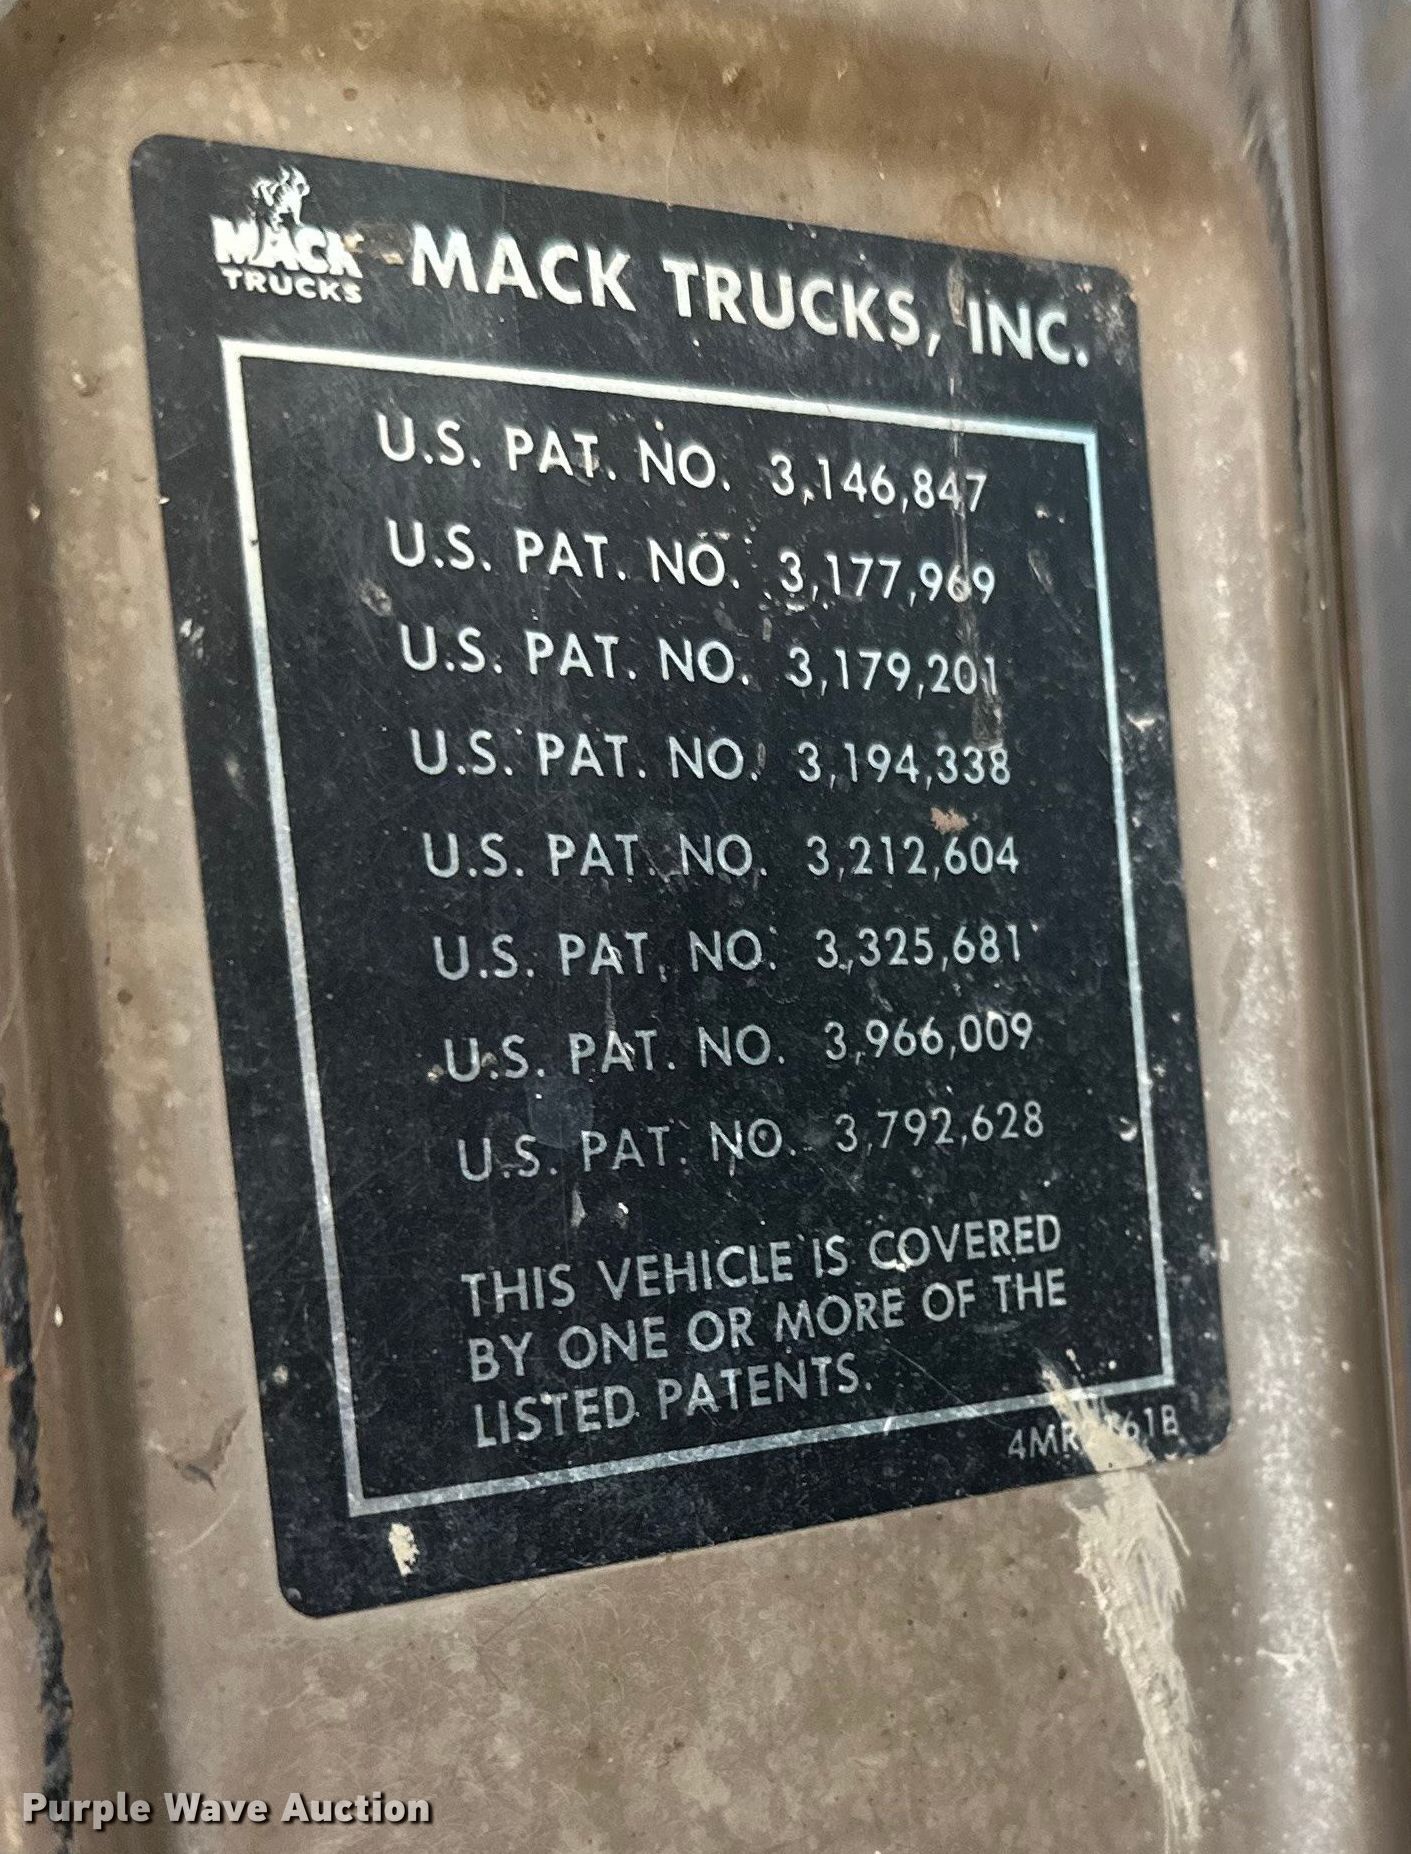 MACK
TRUCKS
MACK TRUCKS, INC.
U.S. PAT. NO. 3,146,847
U.S. PAT. NO. 3,177,969
U.S. PAT. NO. 3,179,201
U.S. PAT. NO. 3,194,338
U.S. PAT. NO. 3,212,604
U.S. PAT. NO. 3,325,681
U.S. PAT. NO. 3,966,009
U.S. PAT. NO. 3,792,628
THIS VEHICLE IS COVERED
BY ONE OR MORE OF THE
LISTED PATENTS.
Purple Wave Auction